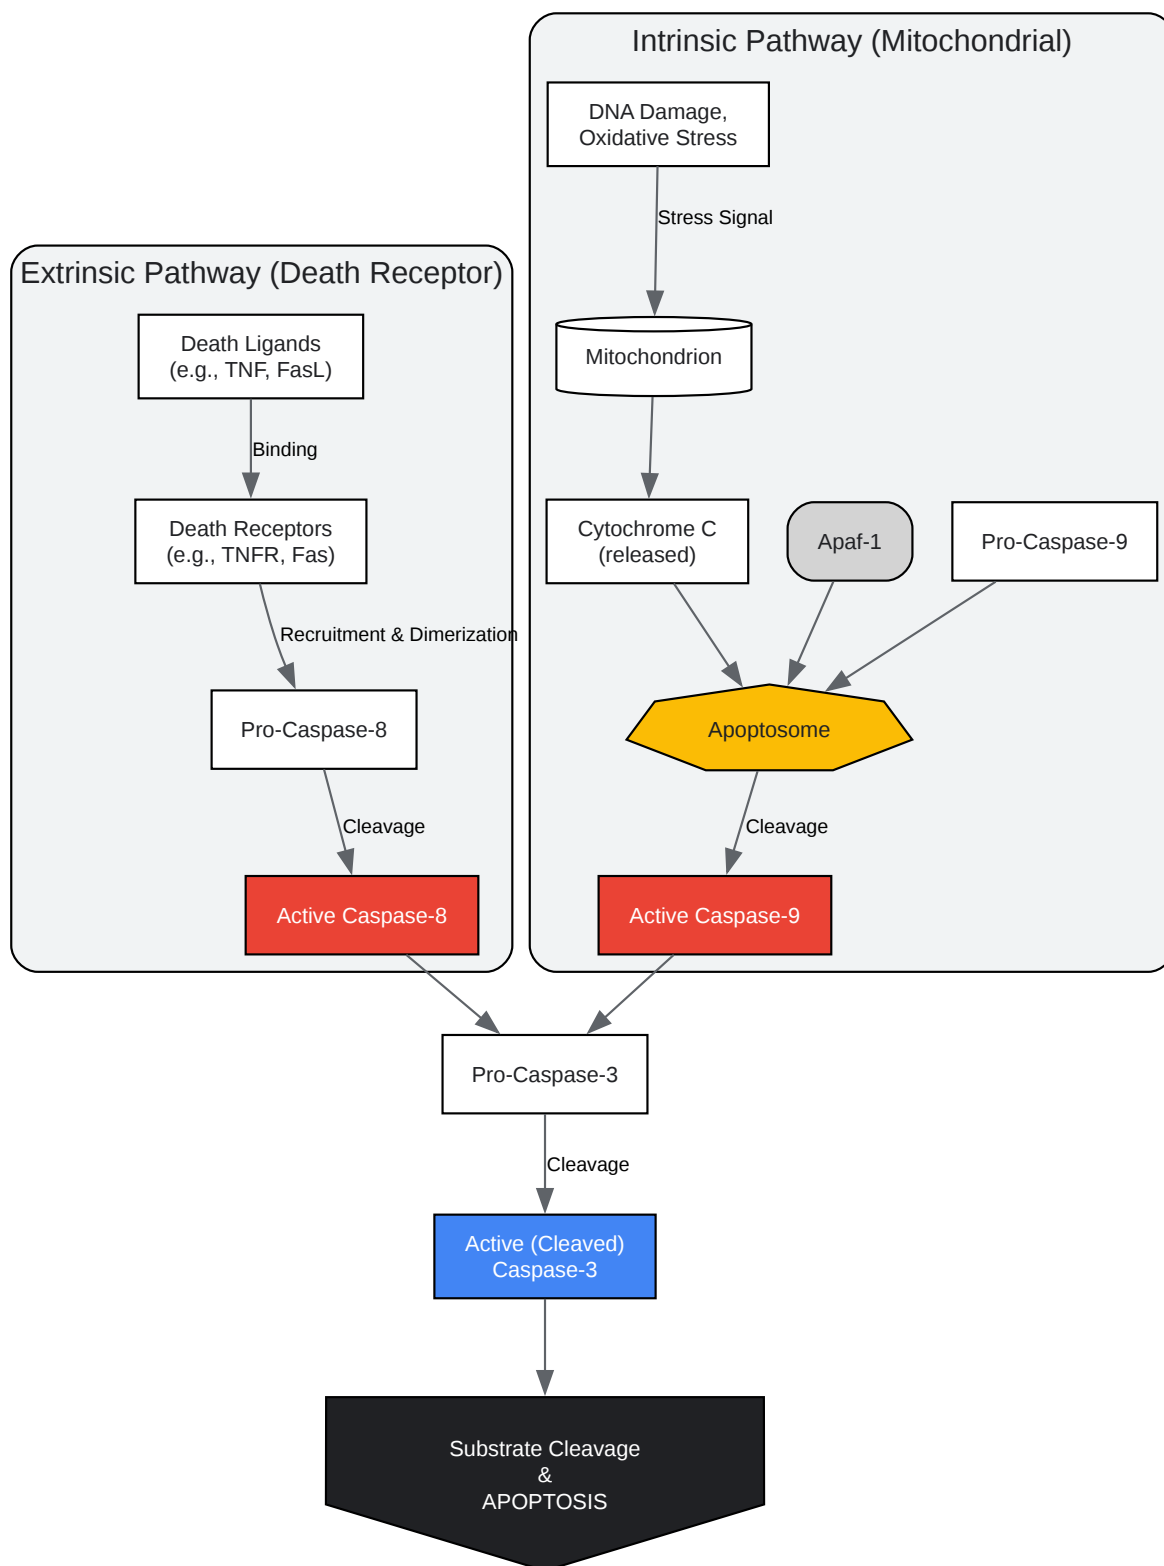 Intrinsic Pathway (Mitochondrial)
DNA Damage,
Oxidative Stress
Stress Signal
Extrinsic Pathway (Death Receptor)
Death Ligands
(e.g., TNF, FasL)
Mitochondrion
Binding
Death Receptors
(e.g., TNFR, Fas)
Cytochrome C
(released)
Apaf-1
Pro-Caspase-9
Recruitment & Dimerization
Pro-Caspase-8
Apoptosome
Cleavage
Cleavage
Active Caspase-8
Active Caspase-9
Pro-Caspase-3
Cleavage
Active (Cleaved)
Caspase-3
Substrate Cleavage
&
APOPTOSIS